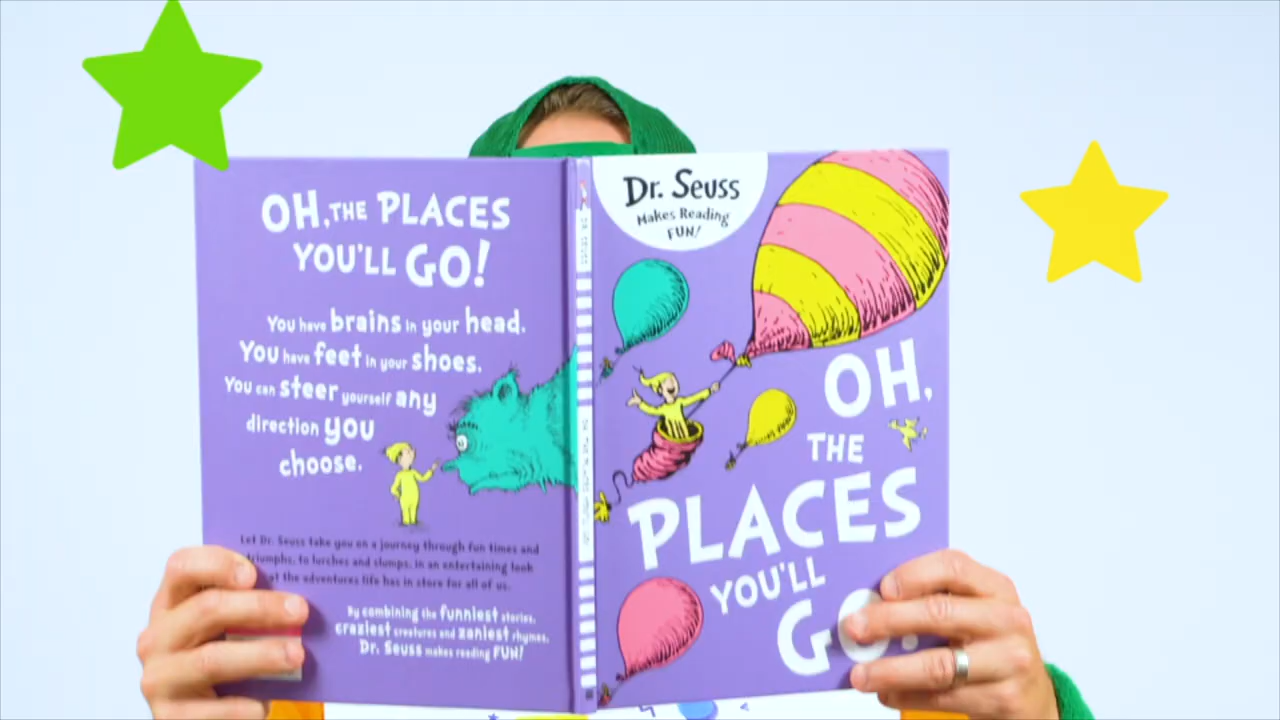 OH, THE PLACES
YOU'LL GO!
You have brains in your head.
You have feet in your shoes.
You can steer yourself any
direction you
choose.
Let Dr. Seuss take you on a journey through fun times and
triumphs, to lurches and slumps, in an entertaining look
at the adventures life has in store for all of us.
By combining the funniest stories,
craziest creatures and zaniest rhymes,
Dr. Seuss makes reading FUN!
DR. SEUSS
Dr. Seuss
Makes Reading
FUN!
OH,
THE
PLACES
YOU'LL
GO!